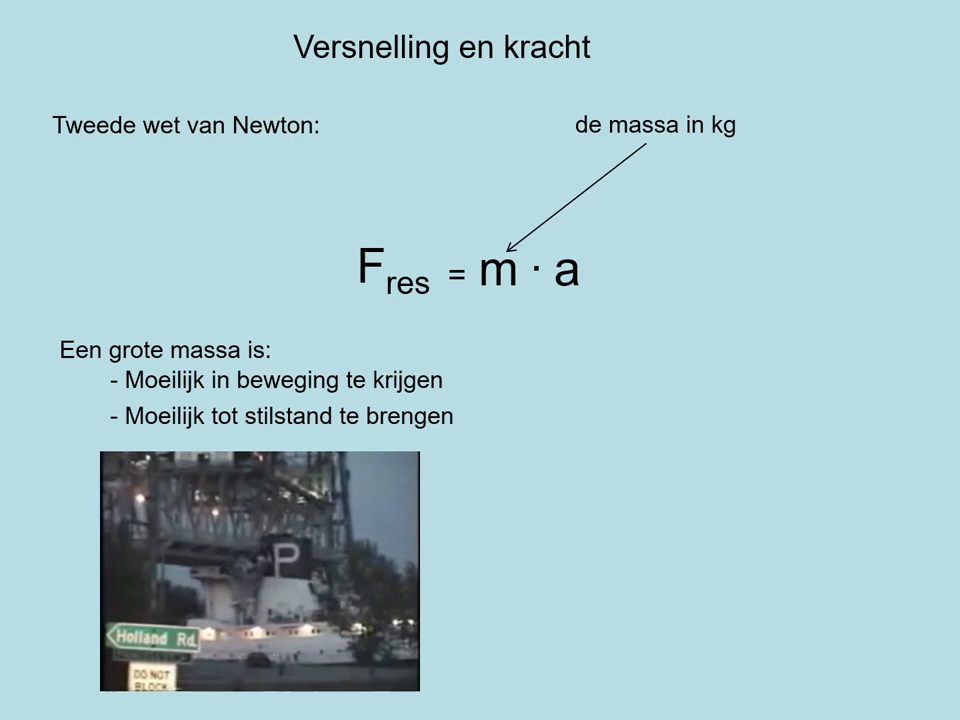 Versnelling en kracht
Tweede wet van Newton:
de massa in kg
Fres = m · a
Een grote massa is:
- Moeilijk in beweging te krijgen
- Moeilijk tot stilstand te brengen
P
Holland Rd.
DO NOT
BLOCK